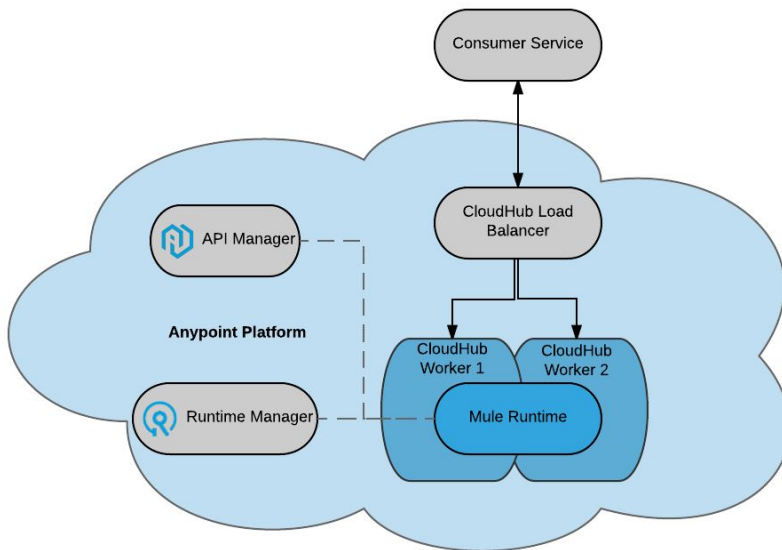 Consumer Service
CloudHub Load
Balancer
API Manager
Anypoint Platform
CloudHub
Worker 1
CloudHub
Worker 2
Runtime Manager
Mule Runtime